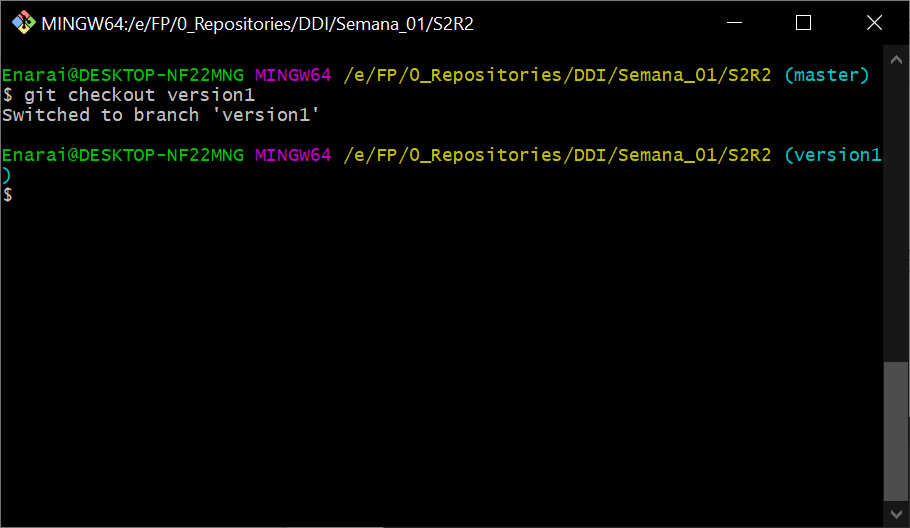 MINGW64:/e/FP/0_Repositories/DDI/Semana_01/S2R2
Enarai@DESKTOP-NF22MNG MINGW64 /e/FP/0_Repositories/DDI/Semana_01/S2R2 (master)
$ git checkout version1
Switched to branch 'version1'
Enarai@DESKTOP-NF22MNG MINGW64 /e/FP/0_Repositories/DDI/Semana_01/S2R2 (version1
)
$